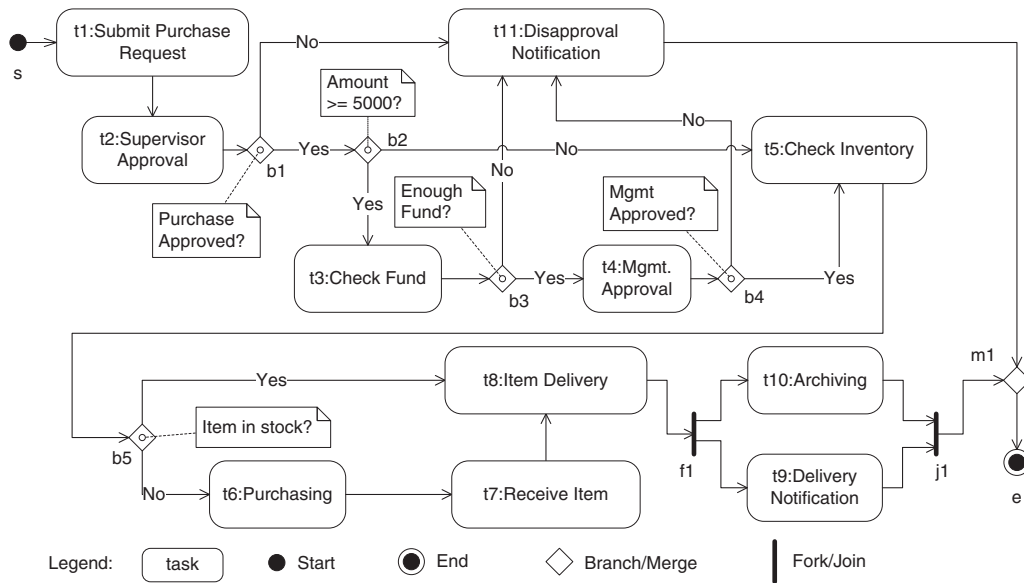 t1:Submit Purchase
Request
No
t11:Disapproval
Notification
s
Amount
>= 5000?
t2:Supervisor
Approval
b1
Yes
b2
No
No
No
t5:Check Inventory
Purchase
Approved?
Yes
Enough
Fund?
Mgmt
Approved?
t3:Check Fund
b3
Yes
t4:Mgmt.
Approval
b4
Yes
m1
Yes
t8:Item Delivery
t10:Archiving
Item in stock?
b5
f1
j1
No
t6:Purchasing
t7:Receive Item
t9:Delivery
Notification
e
Legend:
task
Start
End
Branch/Merge
Fork/Join